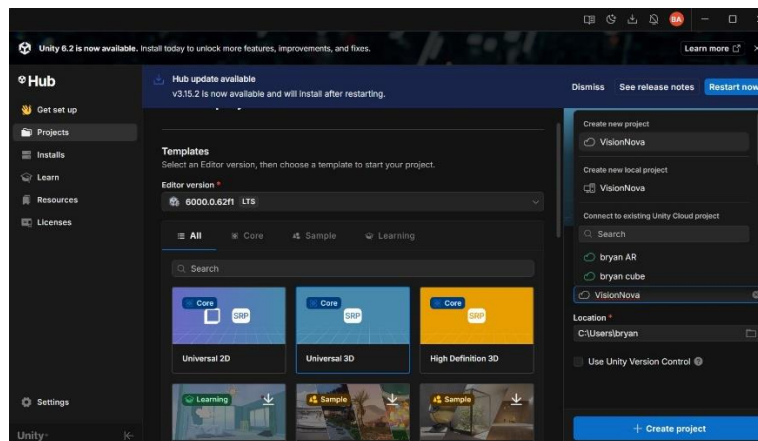 BA
Unity 6.2 is now available. Install today to unlock more features, improvements, and fixes.
Learn more
Hub
Hub update available
v3.15.2 is now available and will install after restarting.
Dismiss
See release notes
Restart now
Get set up
Projects
Installs
Learn
Resources
Licenses
Settings
Unity
Templates
Select an Editor version, then choose a template to start your project.
Editor version *
6000.0.62f1 LTS
All
Core
Sample
Learning
Search
Core
SRP
Universal 2D
Core
SRP
Universal 3D
Core
SRP
High Definition 3D
Learning
Sample
Sample
Create new project
VisionNova
Create new local project
VisionNova
Connect to existing Unity Cloud project
Search
bryan AR
bryan cube
VisionNova
Location *
C:\Users\bryan
Use Unity Version Control
+ Create project